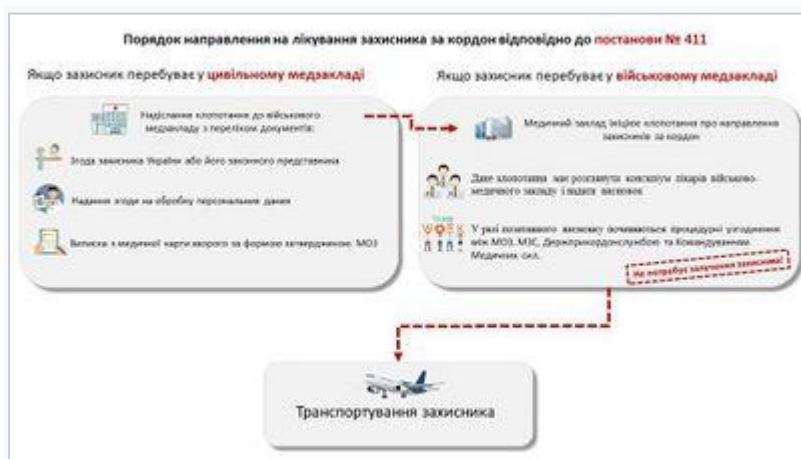 Порядок направлення на лікування захисника за кордон відповідно до постанови № 411
Якщо захисник перебуває у цивільному медзакладі
Надіслання клопотання до військового
медзакладу з переліком документів:
Згода захисника України або його законного представника
Надання згоди на обробку персональних даних
Виписка з медичної карти хворого за формою затвердженою МОЗ
Якщо захисник перебуває у військовому медзакладі
Медичний заклад ініціює клопотання про направлення
захисників за кордон
Дане клопотання має розглянути консиліум лікарів військово-
медичного закладу і надати висновок
У разі позитивного висновку починаються процедурні узгодження
між МОЗ, МЗС, Держприкордонслужбою та Командуванням
Медичних сил.
Не потребує залучення захисника!
Транспортування захисника